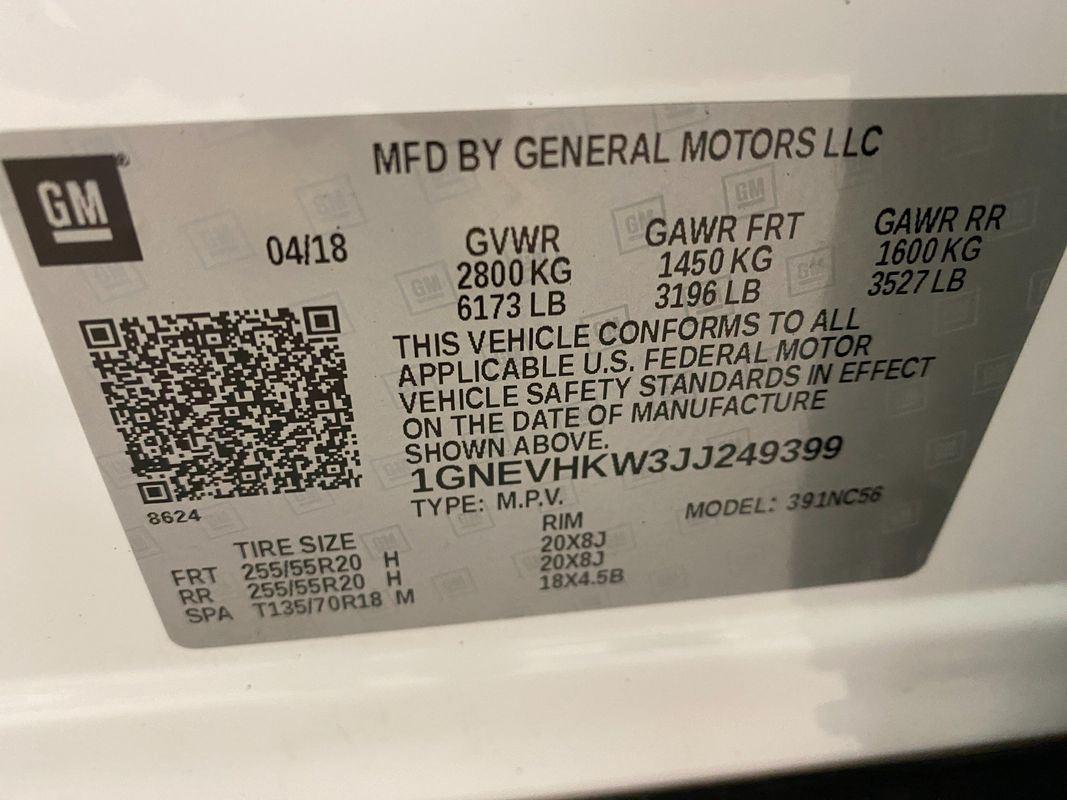 MFD BY GENERAL MOTORS LLC
GM®
04/18
GVWR GAWR FRT GAWR RR
2800 KG 1450 KG 1600 KG
6173 LB 3196 LB 3527 LB
THIS VEHICLE CONFORMS TO ALL
APPLICABLE U.S. FEDERAL MOTOR
VEHICLE SAFETY STANDARDS IN EFFECT
ON THE DATE OF MANUFACTURE
SHOWN ABOVE.
1GNEVHKW3JJ249399
8624
TYPE: M.P.V. MODEL: 391NC56
TIRE SIZE RIM
FRT 255/55R20 H 20X8J
RR 255/55R20 H 20X8J
SPA T135/70R18 M 18X4.5B